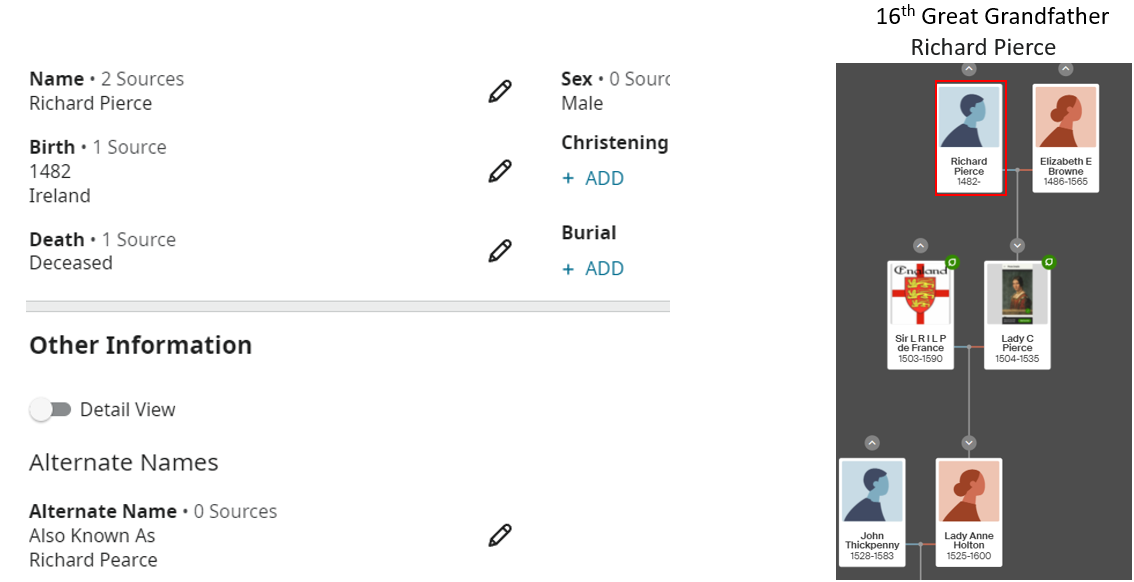 16th Great Grandfather
Richard Pierce
Name • 2 Sources
Richard Pierce
Sex • 0 Sourc
Male
Birth • 1 Source
1482
Ireland
Christening
+ ADD
Death • 1 Source
Deceased
Burial
+ ADD
Other Information
Detail View
Alternate Names
Alternate Name • 0 Sources
Also Known As
Richard Pearce
Richard
Pierce
1482-
Elizabeth E
Browne
1486-1565
England
Sir L R I L P
de France
1503-1590
Lady C
Pierce
1504-1535
John
Thickpenny
1528-1583
Lady Anne
Holton
1525-1600